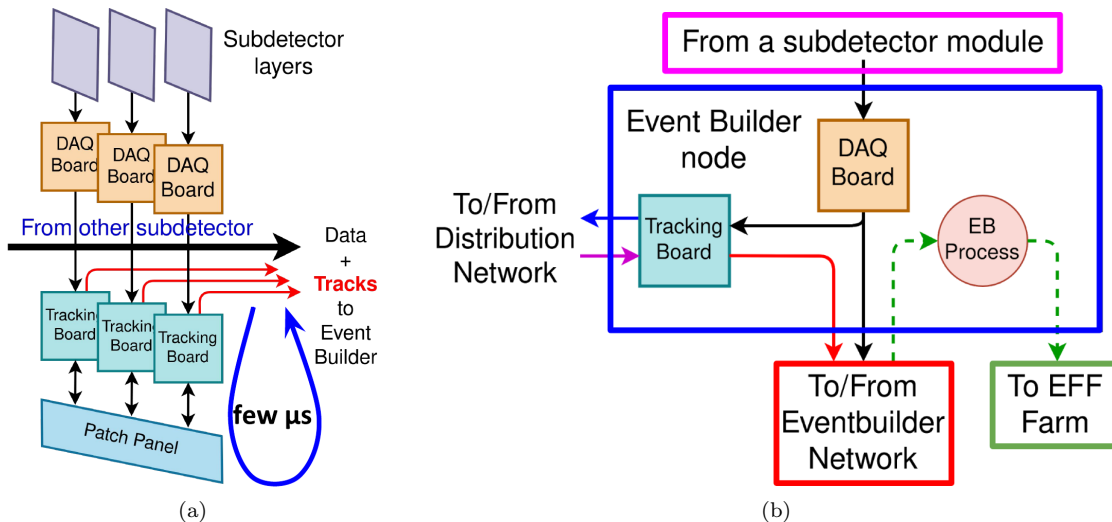 Subdetector
layers
DAQ
Board
DAQ
Board
DAQ
Board
From other subdetector
Data
+
Tracks
to
Event
Builder
Tracking
Board
Tracking
Board
Tracking
Board
few µs
Patch Panel
(a)
From a subdetector module
Event Builder
node
DAQ
Board
To/From
Distribution
Network
Tracking
Board
EB
Process
To/From
Eventbuilder
Network
To EFF
Farm
(b)